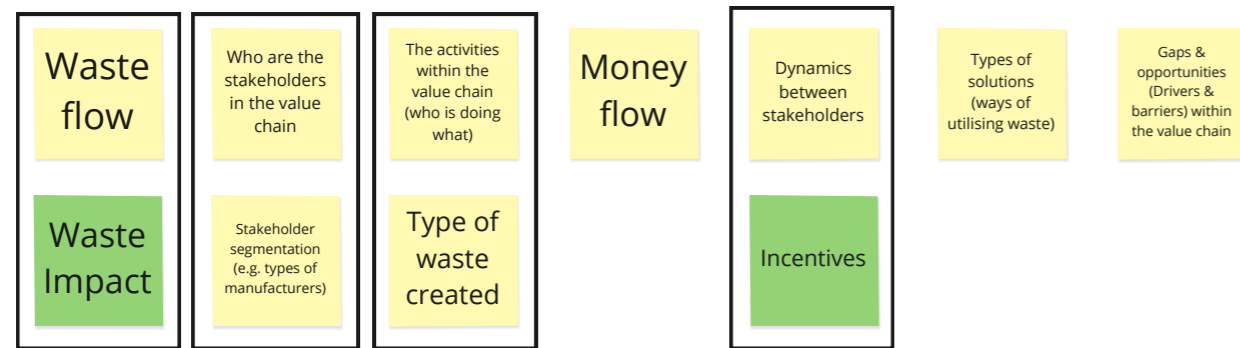 Waste
flow
Who are the
stakeholders
in the value
chain
The activities
within the
value chain
(who is doing
what)
Money
flow
Dynamics
between
stakeholders
Types of
solutions
(ways of
utilising waste)
Gaps &
opportunities
(Drivers &
barriers) within
the value chain
Waste
Impact
Stakeholder
segmentation
(e.g. types of
manufacturers)
Type of
waste
created
Incentives